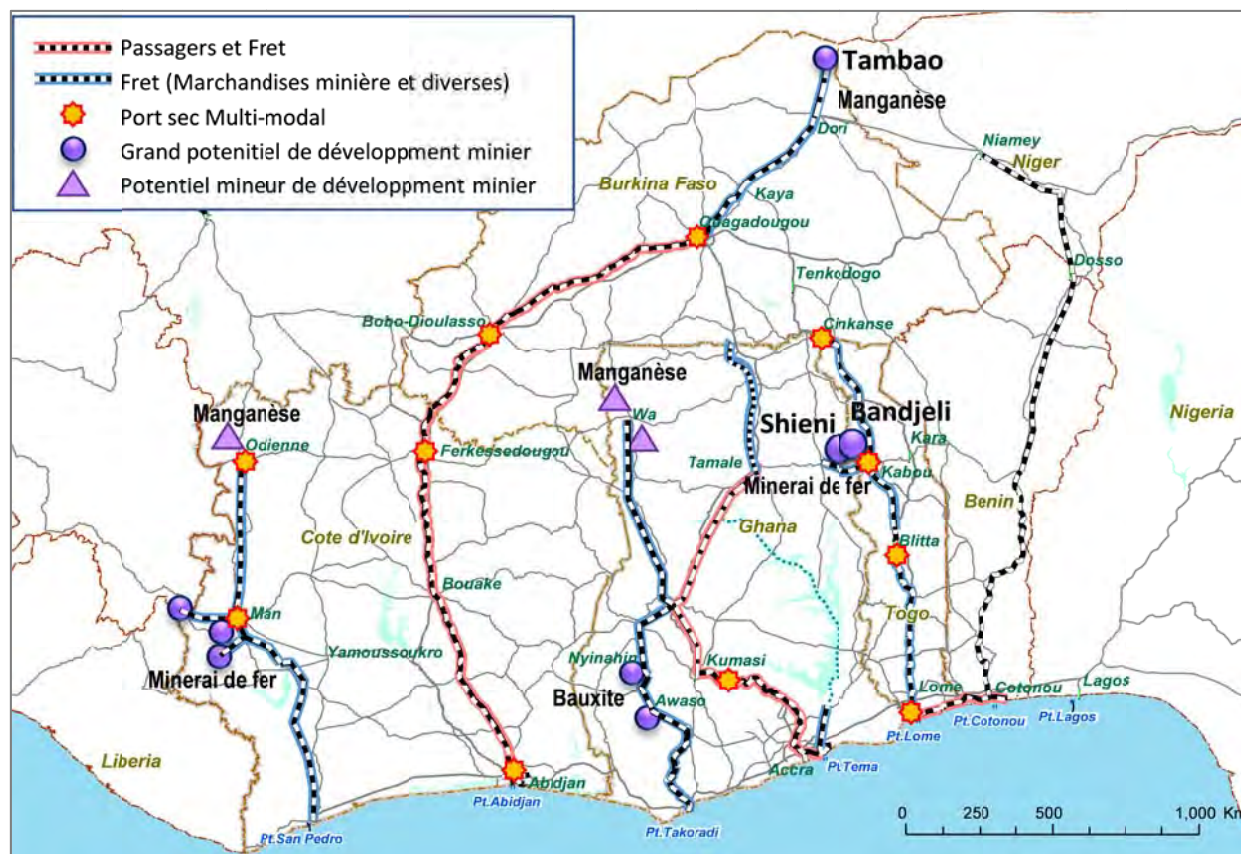 Passagers et Fret
Fret (Marchandises minière et diverses)
Port sec Multi-modal
Grand potenitiel de développment minier
Potentiel mineur de développment minier
Tambao
Manganèse
Dori
Niamey
Niger
Burkina Faso
Kaya
Ouagadougou
Dosso
Tenkodogo
Bobo-Dioulasso
Cinkanse
Manganèse
Manganèse
Wa
Shieni
Bandjeli
Nigeria
Odienne
Ferkessedougou
Tamale
Kara
Kabou
Minerai de fer
Benin
Ghana
Cote d'Ivoire
Blitta
Bouake
Togo
Man
Yamoussoukro
Nyinahin
Kumasi
Minerai de fer
Bauxite
Awaso
Lome
Cotonou
Lagos
Pt.Cotonou
Pt.Lagos
Pt.Lome
Liberia
Accra
Pt.Tema
Abdjan
Pt.Abidjan
Pt.Takoradi
Pt.San Pedro
0 250 500 1,000 Km